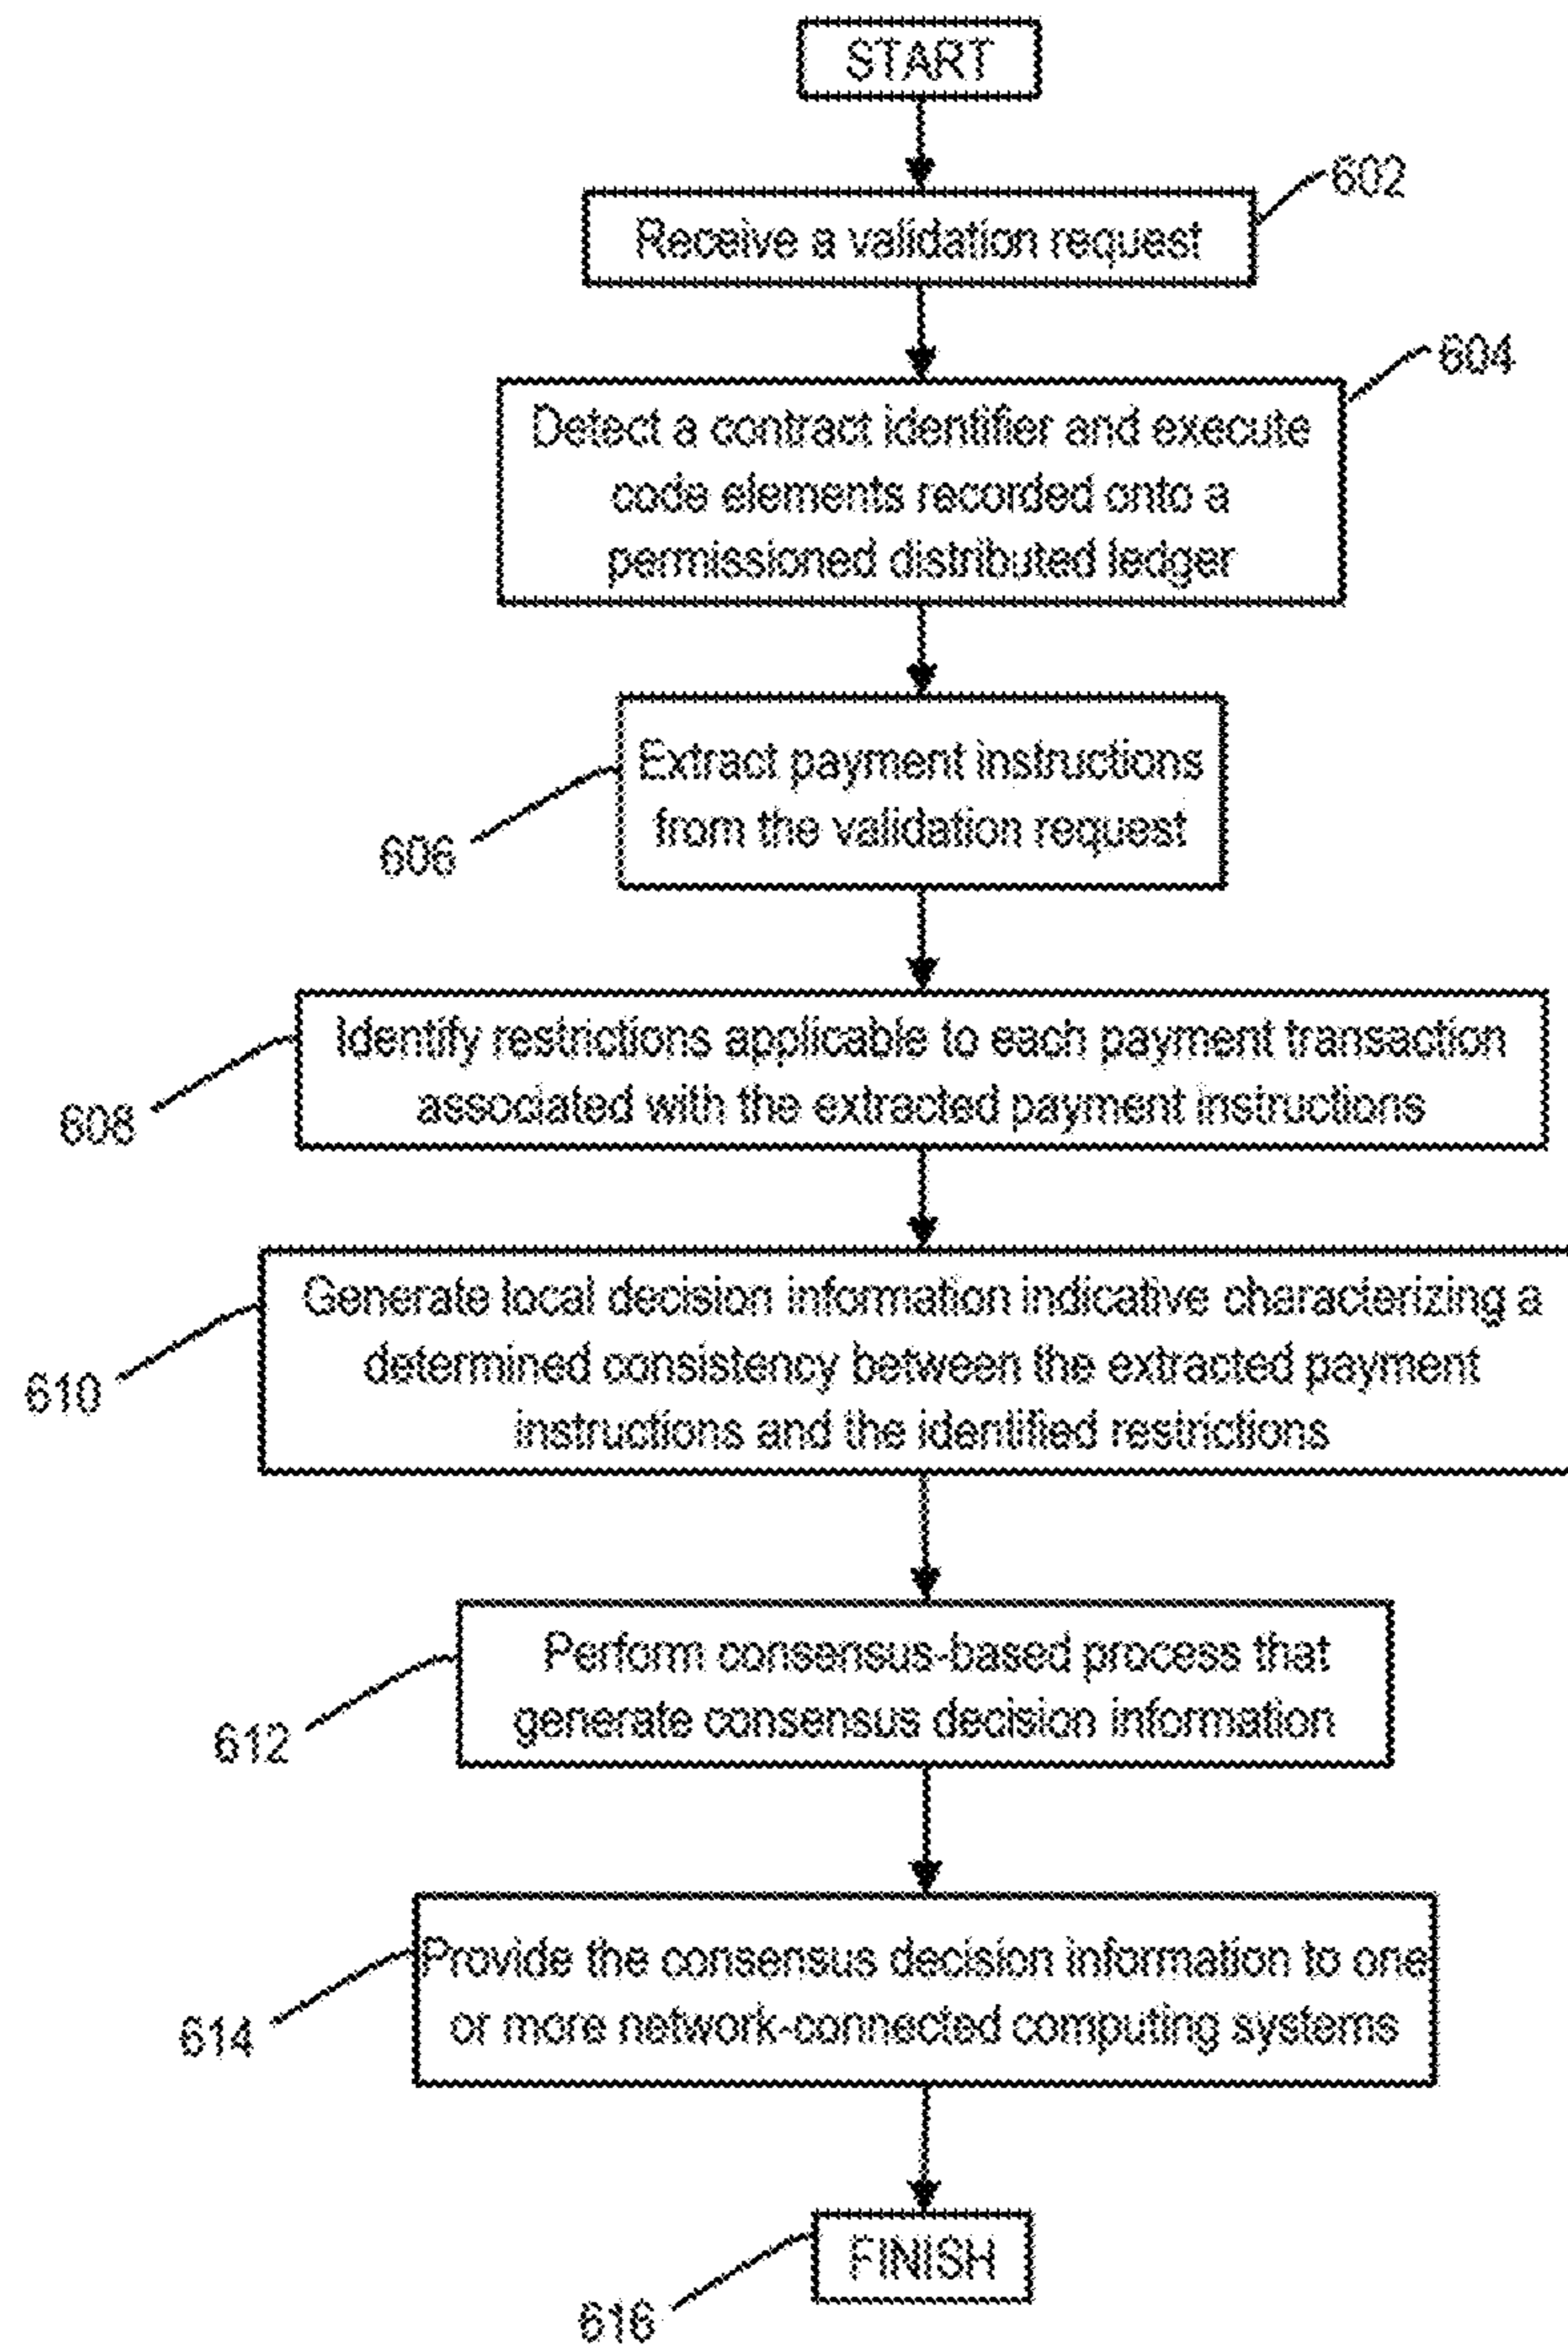 START
602
Receive a validation request
604
Detect a contract identifier and execute
code elements recorded onto a
permissioned distributed ledger
Extract payment instructions
from the validation request
606
Identify restrictions applicable to each payment transaction
associated with the extracted payment instructions
608
Generate local decision information indicative characterizing a
determined consistency between the extracted payment
instructions and the identified restrictions
610
Perform consensus-based process that
generate consensus decision information
612
Provide the consensus decision information to one
or more network-connected computing systems
614
FINISH
616